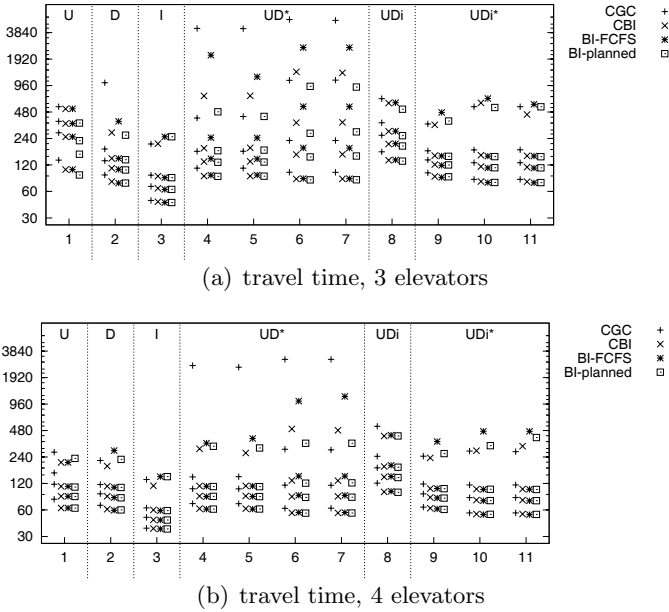 U D I UD* UDi UDi*
CGC
CBI
BI-FCFS
BI-planned
3840
1920
960
480
240
120
60
30
1 2 3 4 5 6 7 8 9 10 11
(a) travel time, 3 elevators
U D I UD* UDi UDi*
CGC
CBI
BI-FCFS
BI-planned
3840
1920
960
480
240
120
60
30
1 2 3 4 5 6 7 8 9 10 11
(b) travel time, 4 elevators